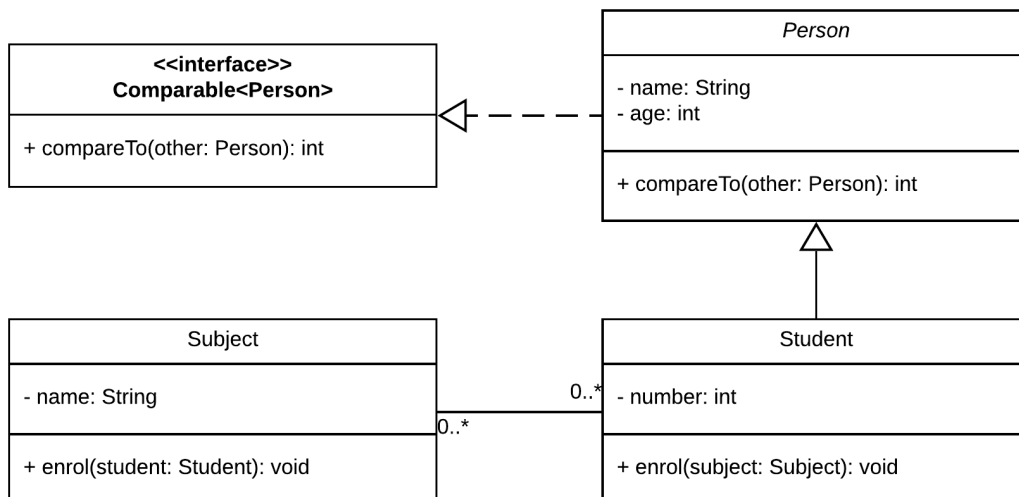 <<interface>>
Comparable<Person>
+ compareTo(other: Person): int
Person
- name: String
- age: int
+ compareTo(other: Person): int
Subject
- name: String
+ enrol(student: Student): void
0..*
0..*
Student
- number: int
+ enrol(subject: Subject): void